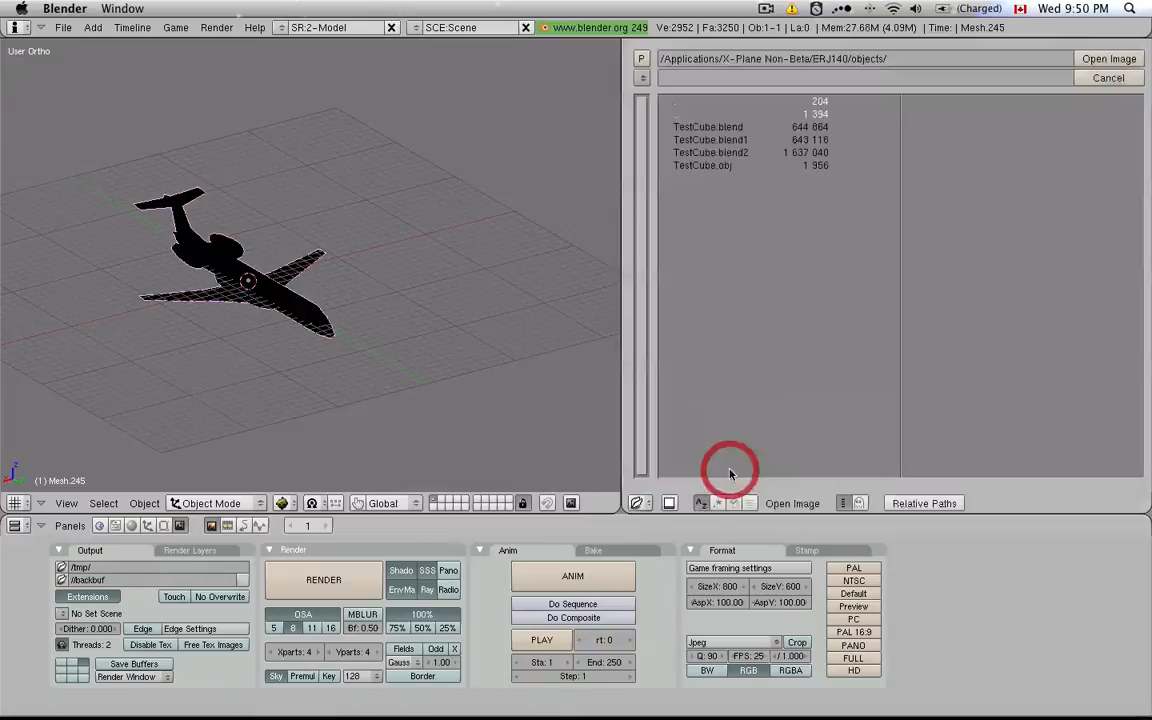 Blender Window (Charged) Wed 9:50 PM
File Add Timeline Game Render Help SR:2-Model SCE:Scene www.blender.org 249 Ve:2952 | Fa:3250 | Ob:1-1 | La:0 | Mem:27.66M (4.09M) | Time: | Mesh.245
User Ortho
P /Applications/X-Plane Non-Beta/ERJ140/objects/ Open Image
Cancel
. 204
.. 1 394
TestCube.blend 644 864
TestCube.blend1 643 116
TestCube.blend2 1 637 040
TestCube.obj 1 956
z
(1) Mesh.245
View Select Object Object Mode Global Open Image Relative Paths
Panels 1
Output Render Layers Render Anim Bake Format Stamp
/tmp/
//backbuf
Extensions Touch No Overwrite
No Set Scene
Dither: 0.000 Edge Edge Settings
Threads: 2 Disable Tex Free Tex Images
Save Buffers
Render Window
RENDER
Shado SSS Pano
EnvMa Ray Radio
OSA MBLUR 100%
5 8 11 16 Bf: 0.50 75% 50% 25%
Xparts: 4 Yparts: 4 Fields Odd X
Gauss 1.00
Sky Premul Key 128 Border
ANIM
Do Sequence
Do Composite
PLAY rt: 0
Sta: 1 End: 250
Step: 1
Game framing settings
SizeX: 800 SizeY: 600
AspX: 100.00 AspY: 100.00
Jpeg Crop
Q: 90 FPS: 25 /1.000
BW RGB RGBA
PAL
NTSC
Default
Preview
PC
PAL 16:9
PANO
FULL
HD